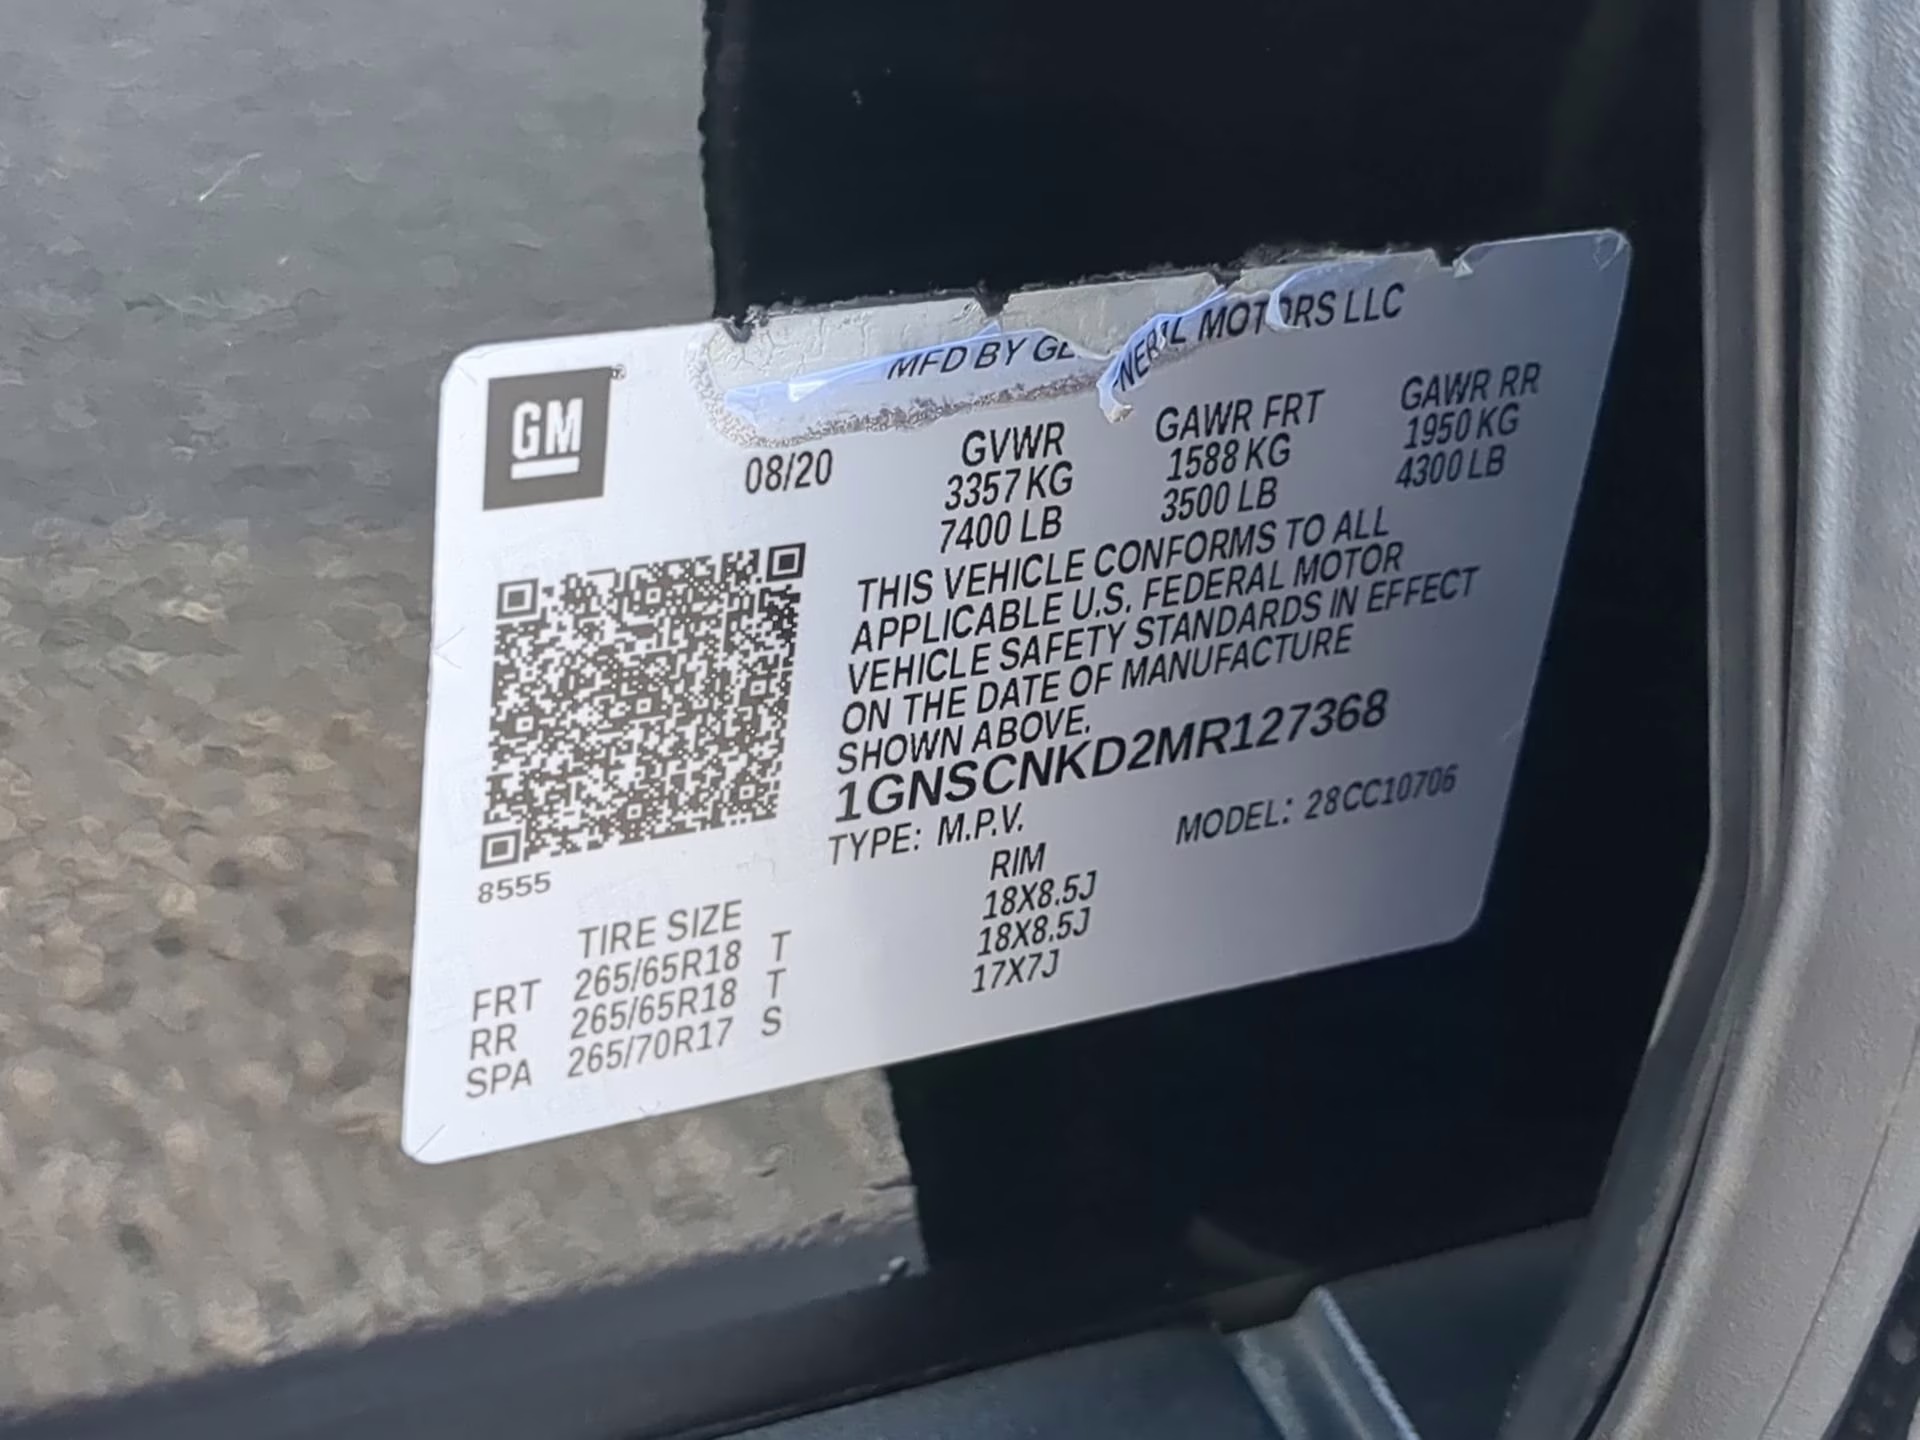 MFD BY GENERAL MOTORS LLC
GM
08/20
GVWR GAWR FRT GAWR RR
3357 KG 1588 KG 1950 KG
7400 LB 3500 LB 4300 LB
THIS VEHICLE CONFORMS TO ALL
APPLICABLE U.S. FEDERAL MOTOR
VEHICLE SAFETY STANDARDS IN EFFECT
ON THE DATE OF MANUFACTURE
SHOWN ABOVE.
1GNSCNKD2MR127368
TYPE: M.P.V. MODEL: 28CC10706
8555
TIRE SIZE RIM
FRT 265/65R18 T 18X8.5J
RR 265/65R18 T 18X8.5J
SPA 265/70R17 S 17X7J